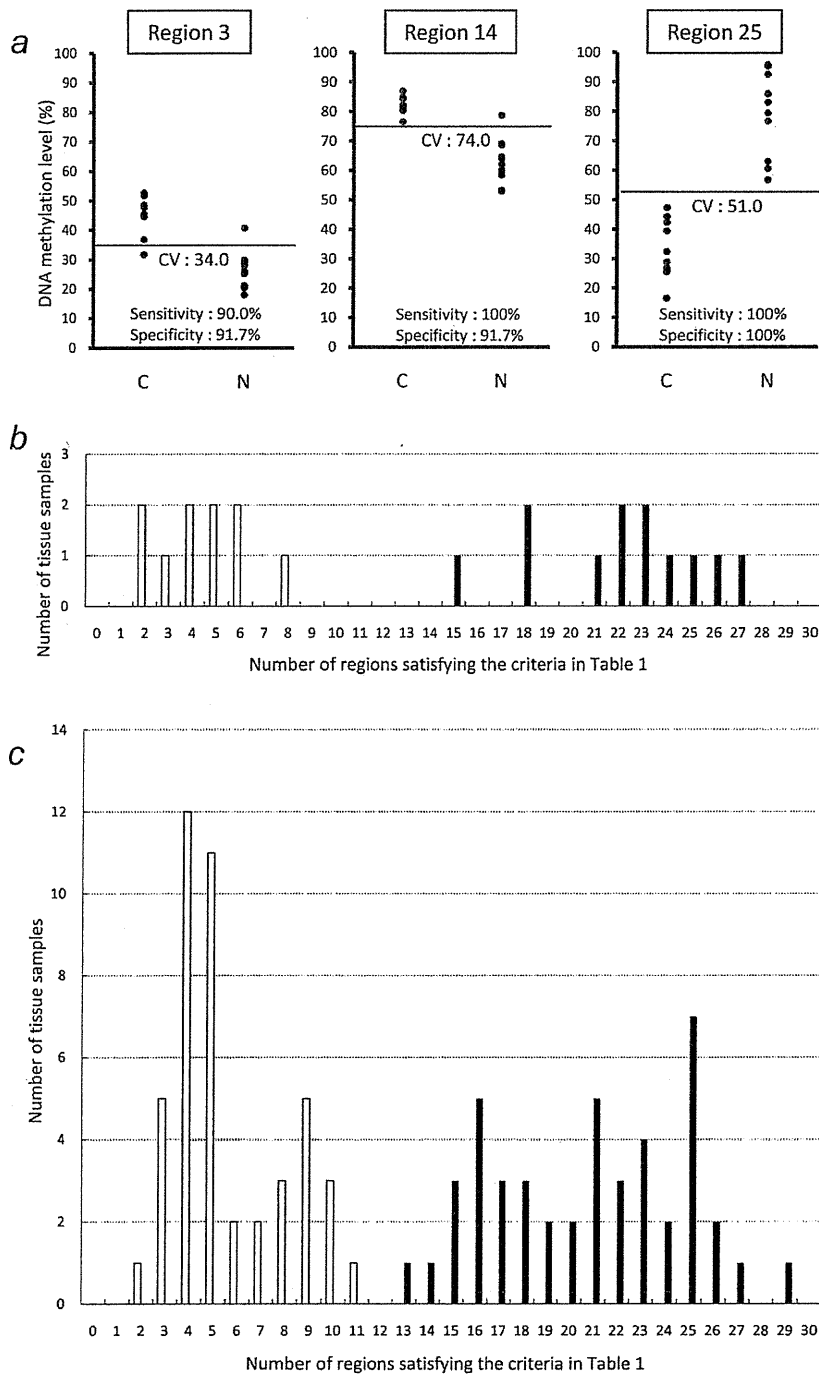 a
Region 3
Region 14
Region 25
DNA methylation level (%)
100
90
80
70
60
50
40
30
20
10
0
CV : 34.0
Sensitivity : 90.0%
Specificity : 91.7%
C N
100
90
80
70
60
50
40
30
20
10
0
CV : 74.0
Sensitivity : 100%
Specificity : 91.7%
C N
100
90
80
70
60
50
40
30
20
10
0
CV : 51.0
Sensitivity : 100%
Specificity : 100%
C N
b
Number of tissue samples
3
2
1
0
0 1 2 3 4 5 6 7 8 9 10 11 10 13 14 15 16 17 18 19 20 21 22 23 24 25 26 27 28 29 30
Number of regions satisfying the criteria in Table 1
c
Number of tissue samples
14
12
10
8
6
4
2
0
0 1 2 3 4 5 6 7 8 9 10 11 12 13 14 15 16 17 18 19 20 21 22 23 24 25 26 27 28 29 30
Number of regions satisfying the criteria in Table 1